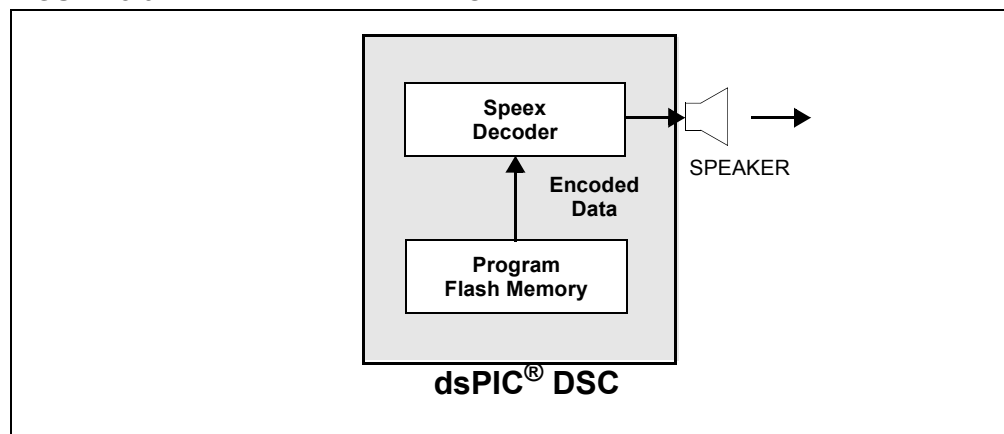 Speex
Decoder
SPEAKER
Encoded
Data
Program
Flash Memory
dsPIC® DSC